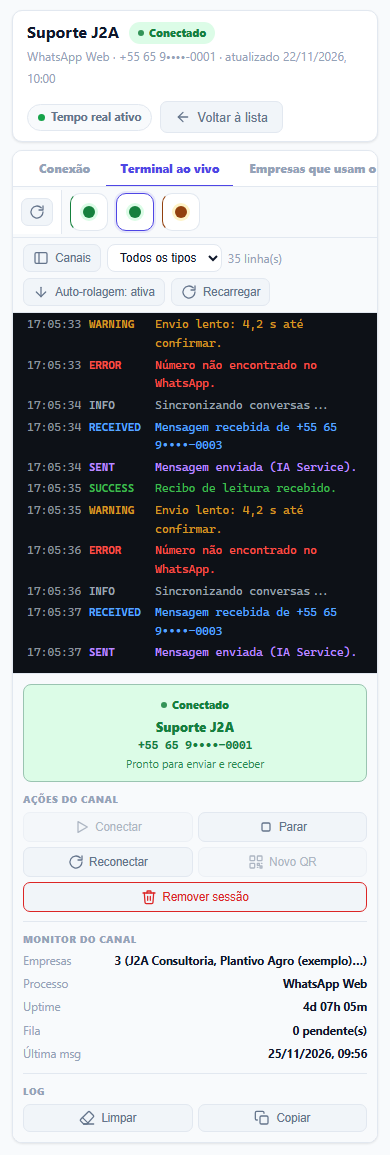 Suporte J2A
Conectado
WhatsApp Web · +55 65 9••••-0001 · atualizado 22/11/2026,
10:00
Tempo real ativo
Voltar à lista
Conexão
Terminal ao vivo
Empresas que usam o
Canais
Todos os tipos
35 linha(s)
Auto-rolagem: ativa
Recarregar
17:05:33 WARNING Envio lento: 4,2 s até
confirmar.
17:05:33 ERROR Número não encontrado no
WhatsApp.
17:05:34 INFO Sincronizando conversas...
17:05:34 RECEIVED Mensagem recebida de +55 65
9••••-0003
17:05:34 SENT Mensagem enviada (IA Service).
17:05:35 SUCCESS Recibo de leitura recebido.
17:05:35 WARNING Envio lento: 4,2 s até
confirmar.
17:05:36 ERROR Número não encontrado no
WhatsApp.
17:05:36 INFO Sincronizando conversas...
17:05:37 RECEIVED Mensagem recebida de +55 65
9••••-0003
17:05:37 SENT Mensagem enviada (IA Service).
Conectado
Suporte J2A
+55 65 9••••-0001
Pronto para enviar e receber
AÇÕES DO CANAL
Conectar
Parar
Reconectar
Novo QR
Remover sessão
MONITOR DO CANAL
Empresas 3 (J2A Consultoria, Plantivo Agro (exemplo)...)
Processo WhatsApp Web
Uptime 4d 07h 05m
Fila 0 pendente(s)
Última msg 25/11/2026, 09:56
LOG
Limpar
Copiar